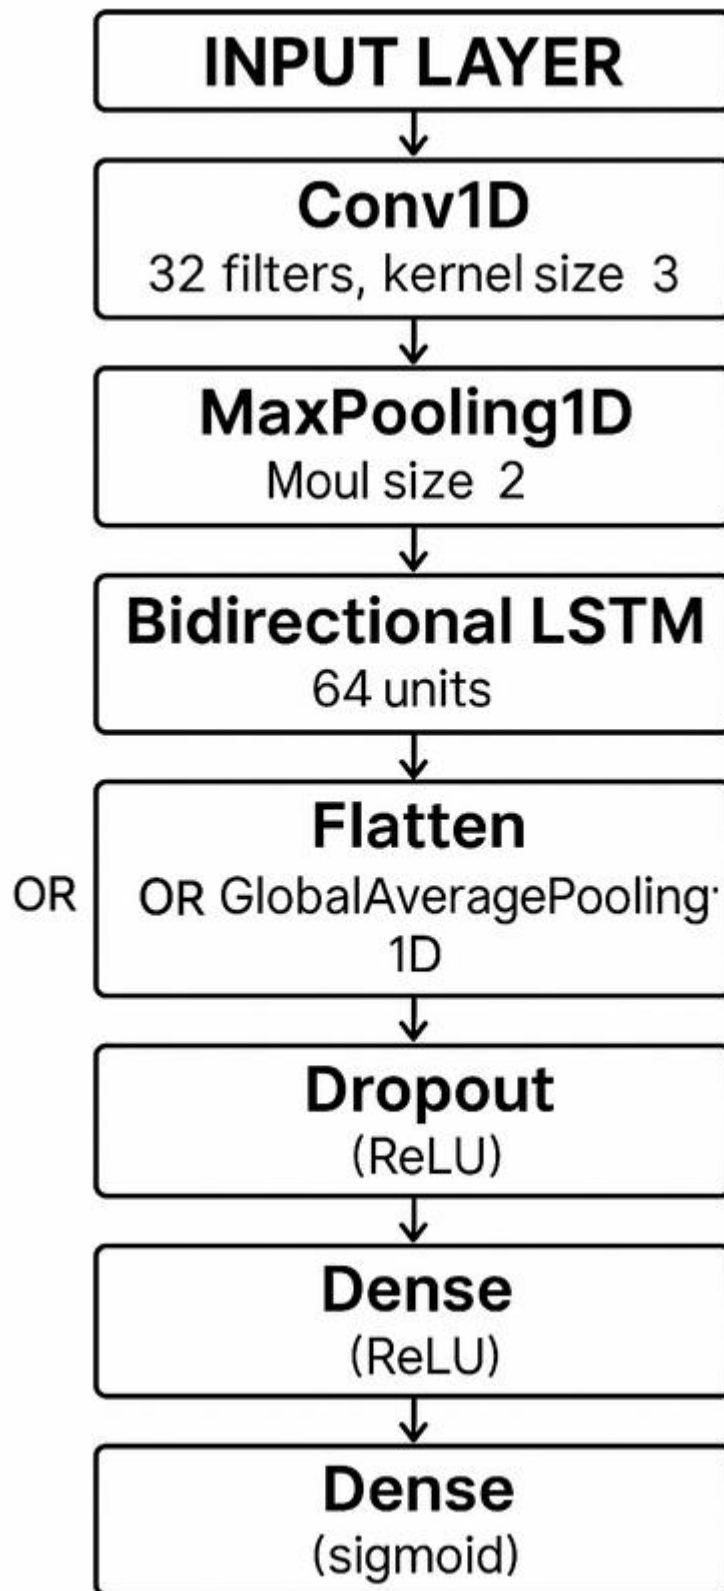 INPUT LAYER
Conv1D
32 filters, kernel size 3
MaxPooling1D
Moul size 2
Bidirectional LSTM
64 units
Flatten
OR
OR GlobalAveragePooling·
1D
Dropout
(ReLU)
Dense
(ReLU)
Dense
(sigmoid)